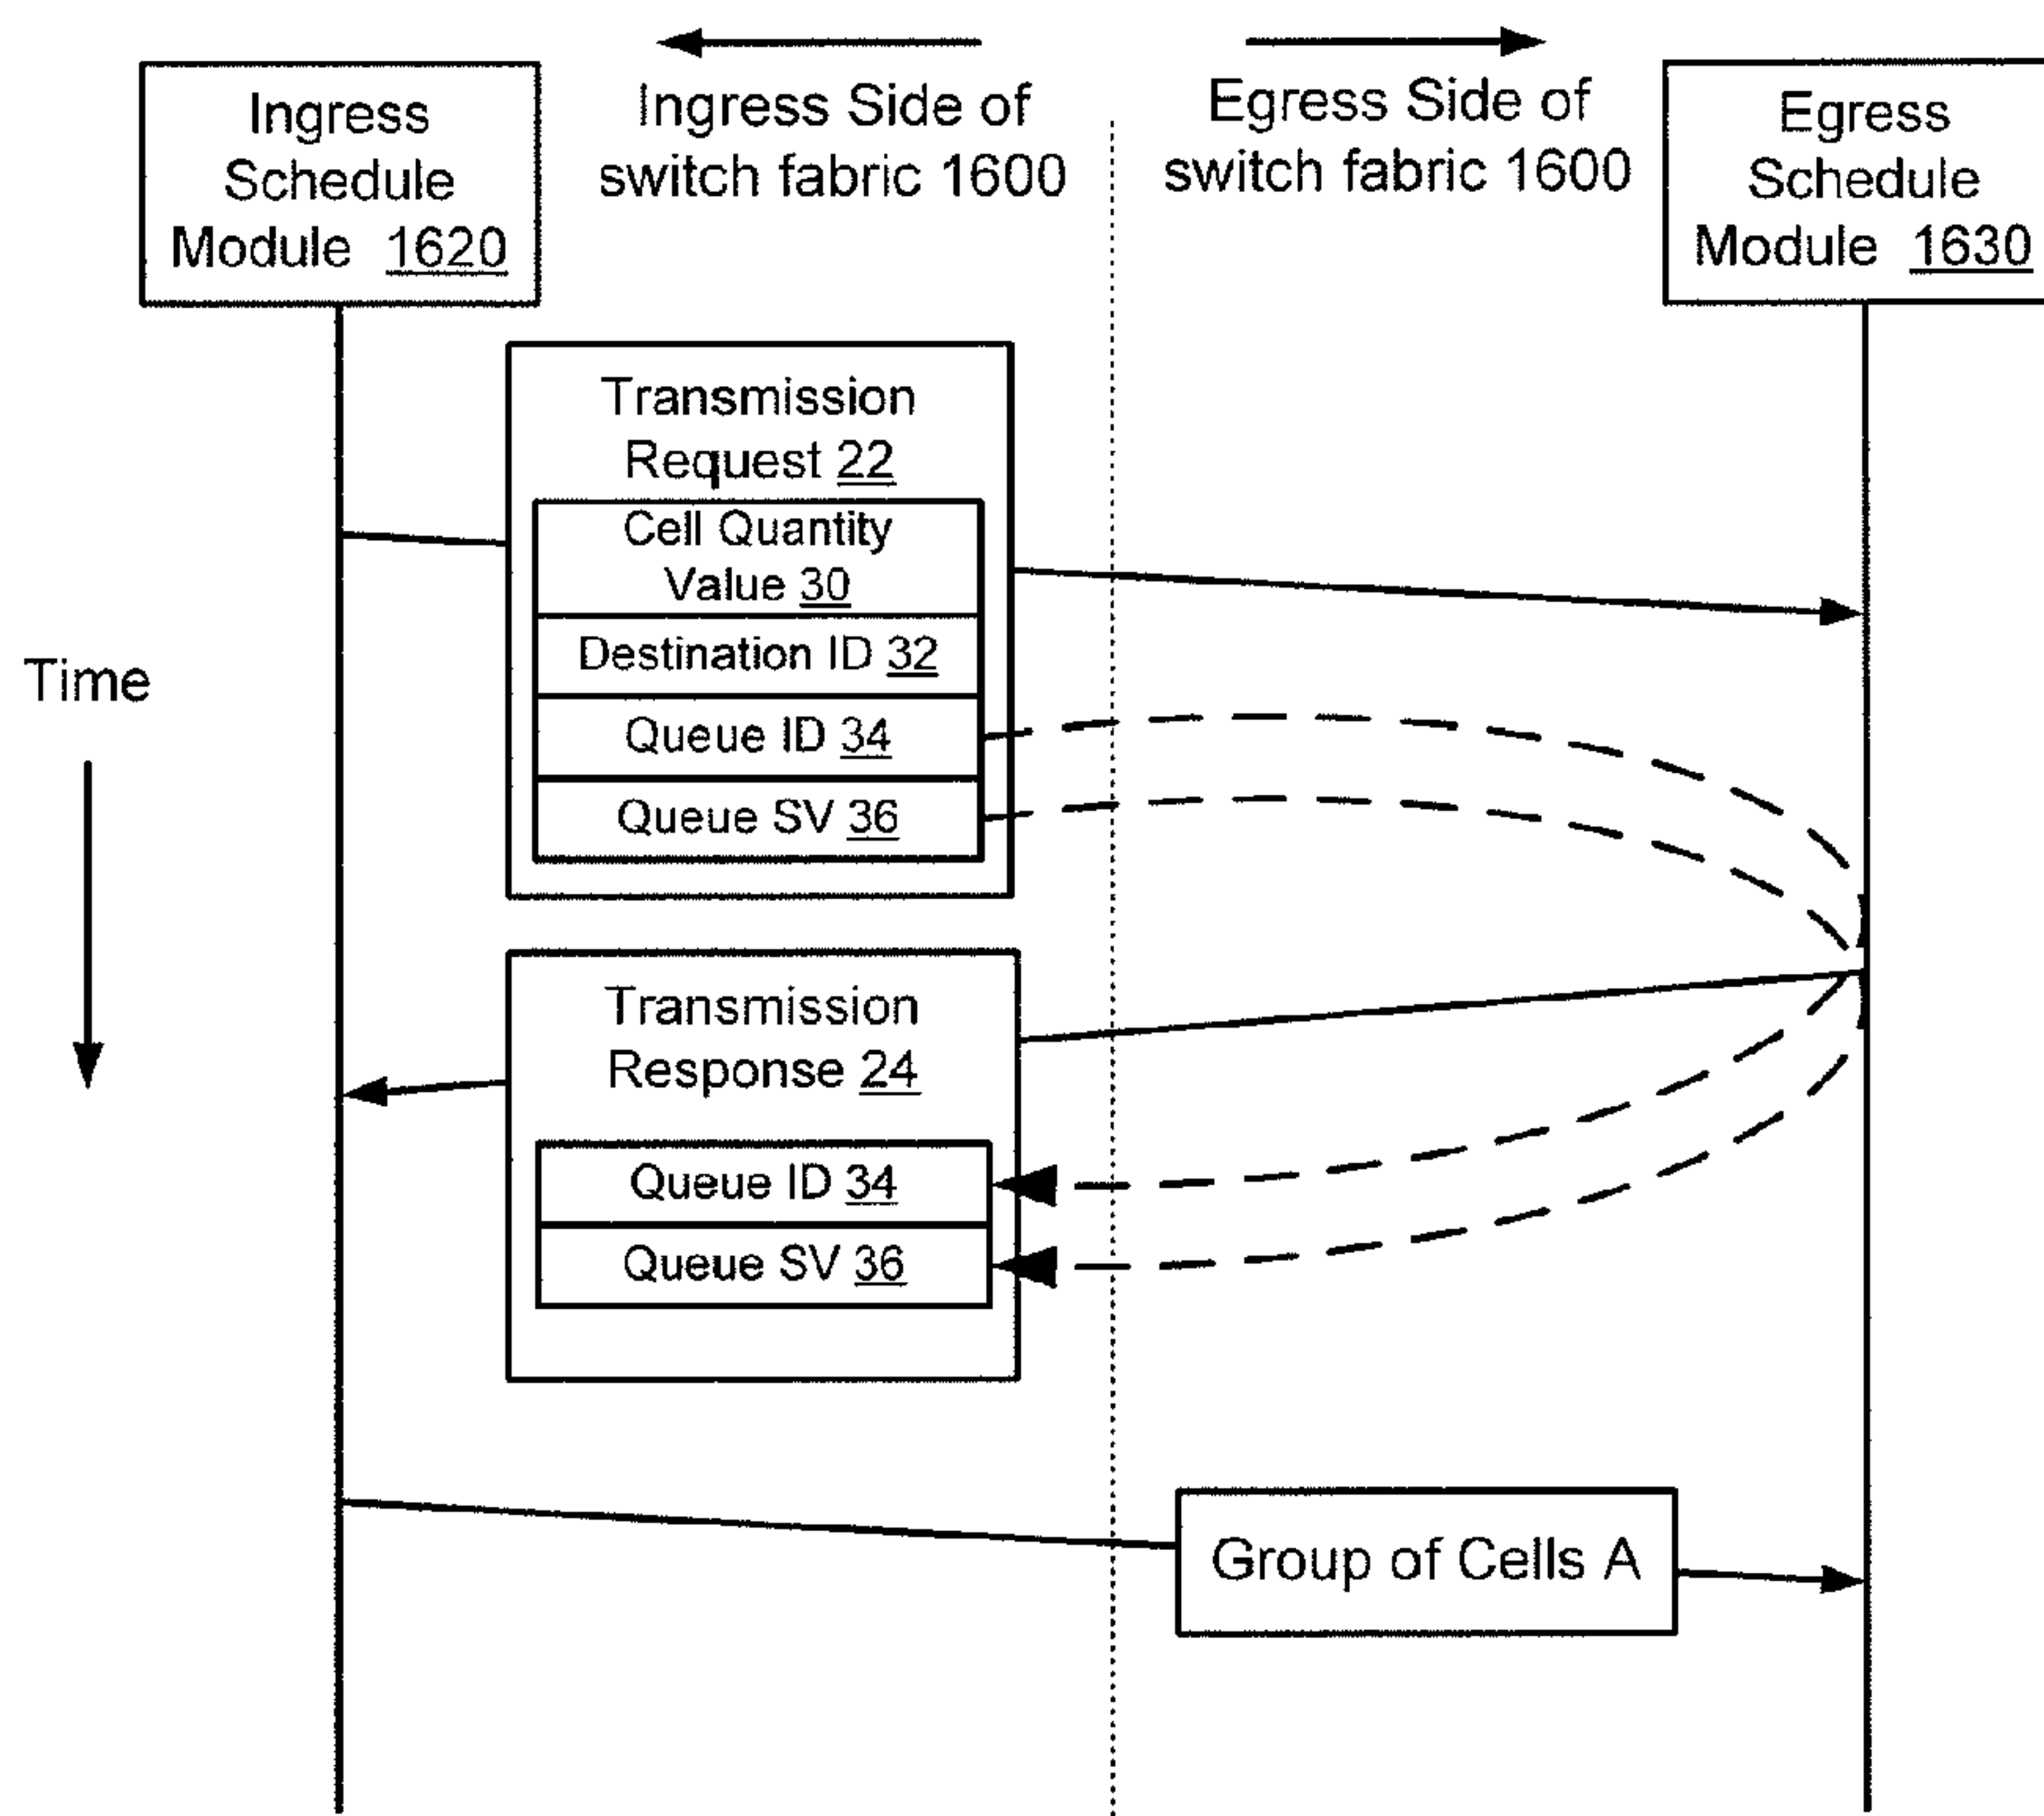 Ingress
Schedule
Module 1620
Ingress Side of
switch fabric 1600
Egress Side of
switch fabric 1600
Egress
Schedule
Module 1630
Transmission
Request 22
Cell Quantity
Value 30
Destination ID 32
Queue ID 34
Queue SV 36
Time
Transmission
Response 24
Queue ID 34
Queue SV 36
Group of Cells A